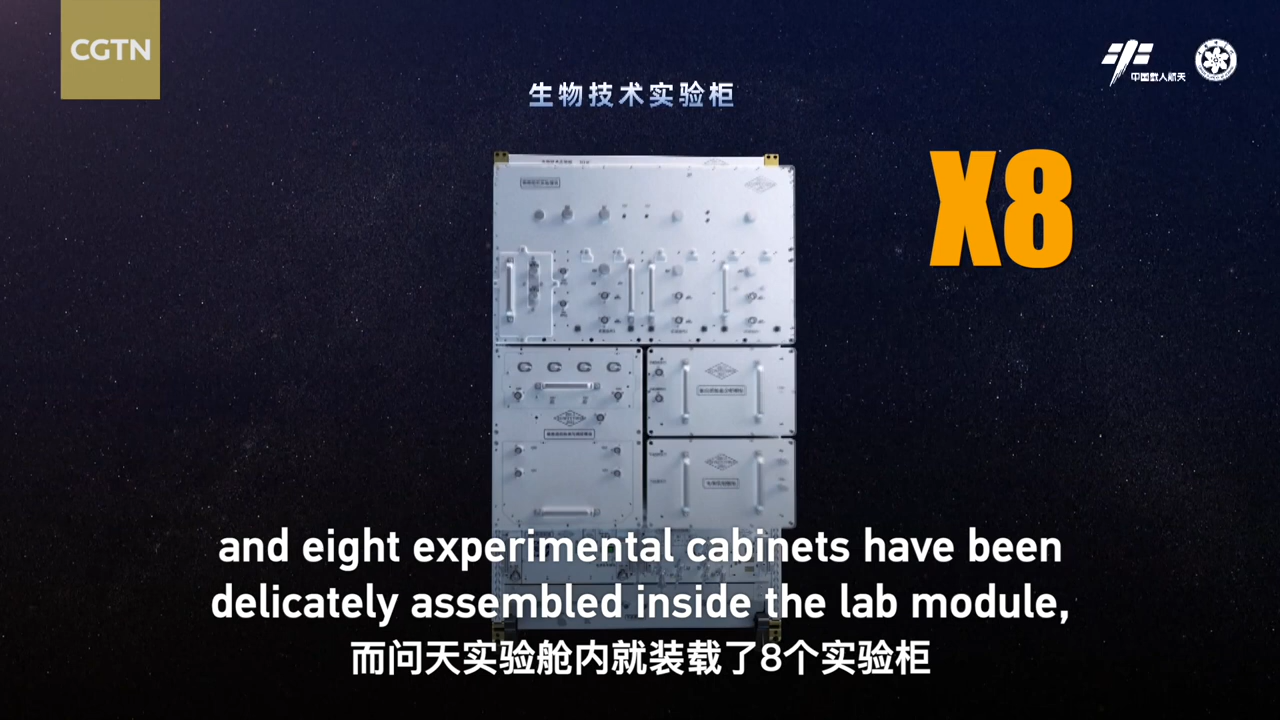 CGTN
中国载人航天
生物技术实验柜
X8
and eight experimental cabinets have been
delicately assembled inside the lab module,
而问天实验舱内就装载了8个实验柜